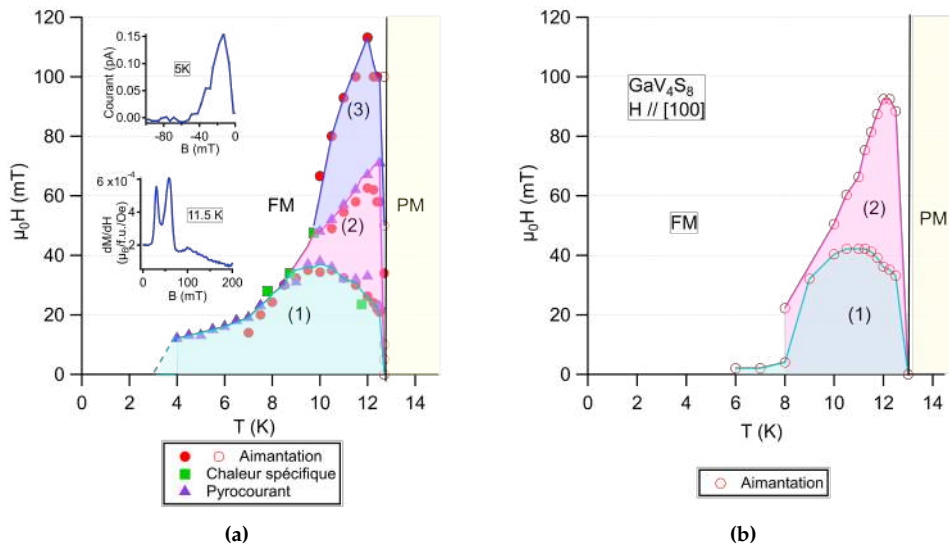 120
100
80
60
40
20
0
μ₀H (mT)
0.15
0.10
0.05
0.00
Courant (pA)
5K
-80
-40
0
B (mT)
6 x10⁻⁴
4
2
dM/dH
(μB/f.u./Oe)
11.5 K
0
100
200
B (mT)
FM
PM
(3)
(2)
(1)
0
2
4
6
8
10
12
14
T (K)
Aimantation
Chaleur spécifique
Pyrocourant
(a)
120
100
80
60
40
20
0
μ₀H (mT)
GaV₄S₈
H // [100]
FM
PM
(2)
(1)
0
2
4
6
8
10
12
14
T (K)
Aimantation
(b)